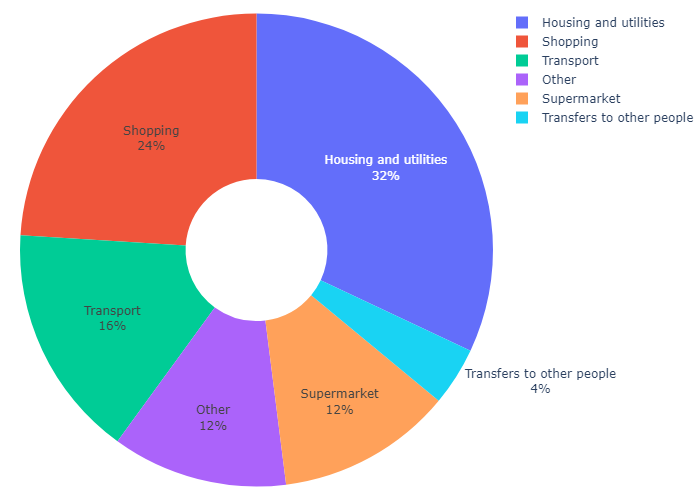 Housing and utilities
Shopping
Transport
Other
Supermarket
Transfers to other people
Shopping
24%
Housing and utilities
32%
Transport
16%
Other
12%
Supermarket
12%
Transfers to other people
4%